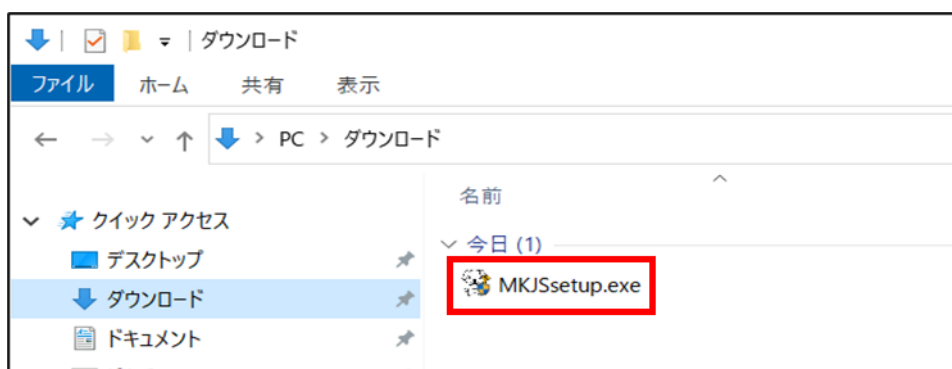 ダウンロード
ファイル ホーム 共有 表示
PC > ダウンロード
名前
クイック アクセス
今日 (1)
デスクトップ
MKJSsetup.exe
ダウンロード
ドキュメント